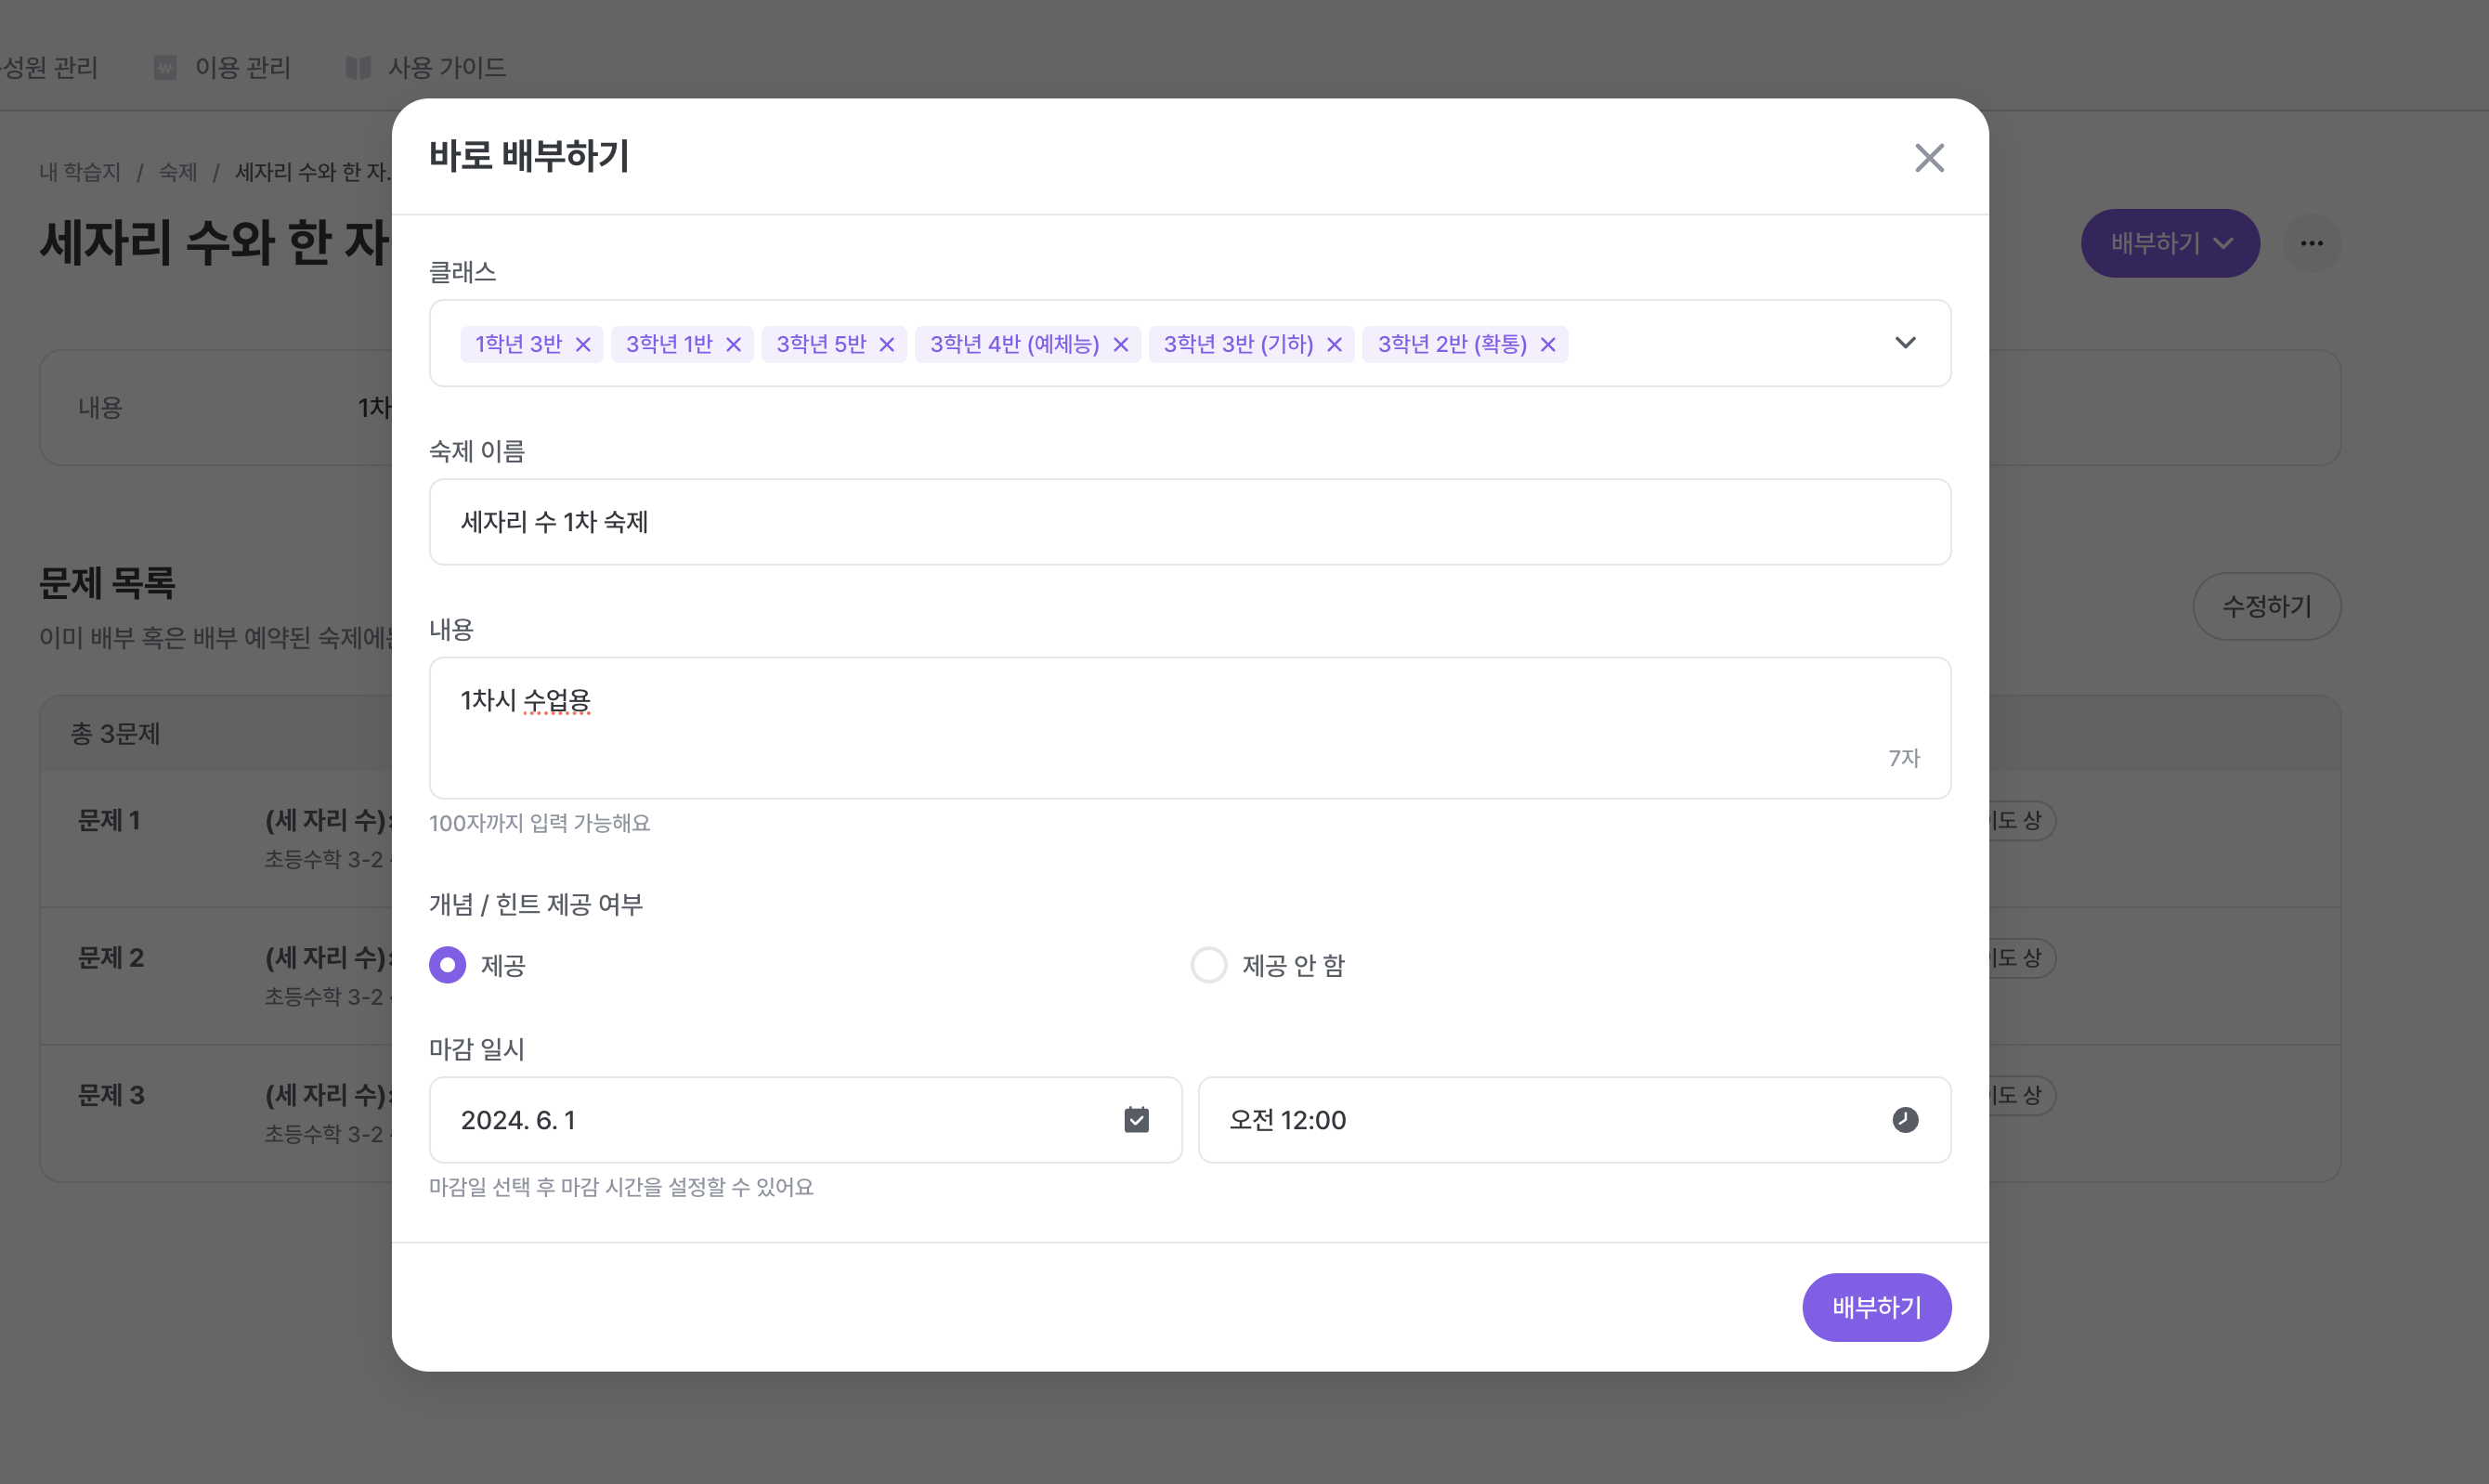 성원 관리 이용 관리 사용 가이드
바로 배부하기
내 학습지 / 숙제 / 세자리 수와 한 자.
세자리 수와 한 자
배부하기
클래스
1학년 3반 3학년 1반 3학년 5반 3학년 4반 (예체능) 3학년 3반 (기하) 3학년 2반 (확통)
내용 1차
숙제 이름
세자리 수 1차 숙제
문제 목록
수정하기
이미 배부 혹은 배부 예약된 숙제에
내용
1차시 수업용
7자
100자까지 입력 가능해요
총 3문제
문제 1 (세 자리 수)
이도 상
초등수학 3-2
개념 / 힌트 제공 여부
제공 제공 안 함
문제 2 (세 자리 수)
이도 상
초등수학 3-2
마감 일시
2024. 6. 1 오전 12:00
마감일 선택 후 마감 시간을 설정할 수 있어요
문제 3 (세 자리 수)
이도 상
초등수학 3-2
배부하기